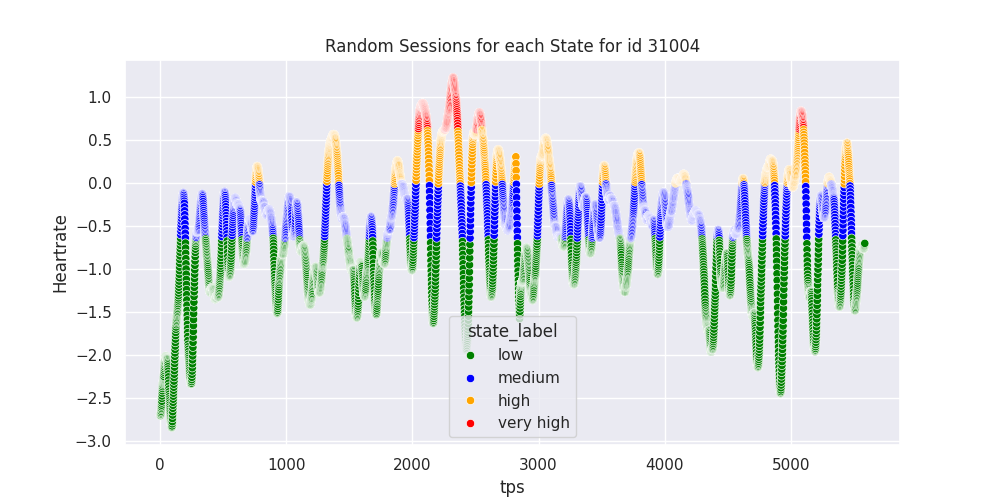 Random Sessions for each State for id 31004
Heartrate
1.0
0.5
0.0
−0.5
−1.0
−1.5
−2.0
−2.5
−3.0
state_label
low
medium
high
very high
0 1000 2000 3000 4000 5000
tps